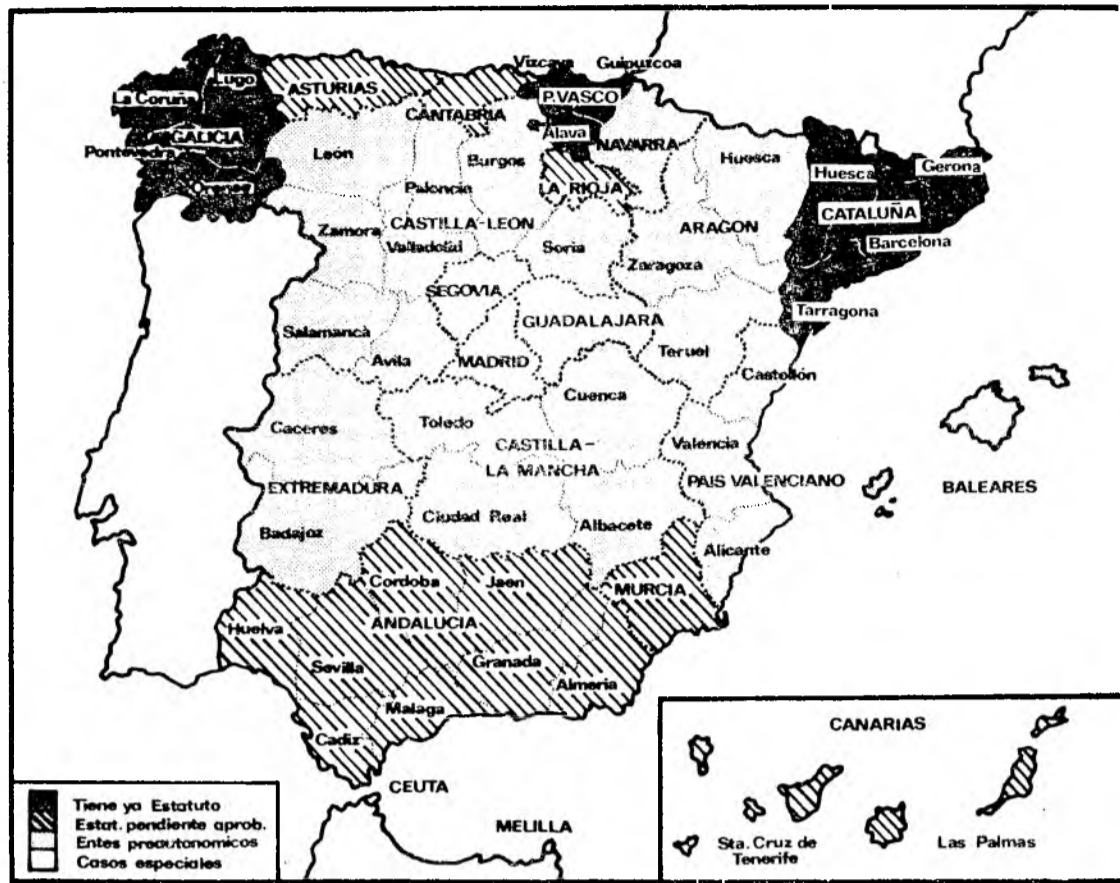 Vizcaya
Guipuzcoa
Lugo
ASTURIAS
La Coruña
P.VASCO
CANTABRIA
GALICIA
Alava
NAVARRA
Pontevedra
León
Burgos
Huesca
Huesca
Gerona
Orense
Palencia
LA RIOJA
CATALUÑA
Zamora
CASTILLA-LEON
ARAGON
Valladolid
Soria
Barcelona
Zaragoza
SEGOVIA
Salamanca
GUADALAJARA
Tarragona
Avila
MADRID
Teruel
Castollón
Cuenca
Caceres
Toledo
CASTILLA-
LA MANCHA
Valencia
EXTREMADURA
PAIS VALENCIANO
BALEARES
Ciudad Real
Albacete
Badajoz
Alicante
Cordoba
Jaen
MURCIA
Huelva
ANDALUCIA
Sevilla
Granada
Almeria
Malaga
Cadiz
CEUTA
MELILLA
CANARIAS
Sta. Cruz de
Tenerife
Las Palmas
Tiene ya Estatuto
Estat. pendiente aprob.
Entes preautonomicos
Casos especiales